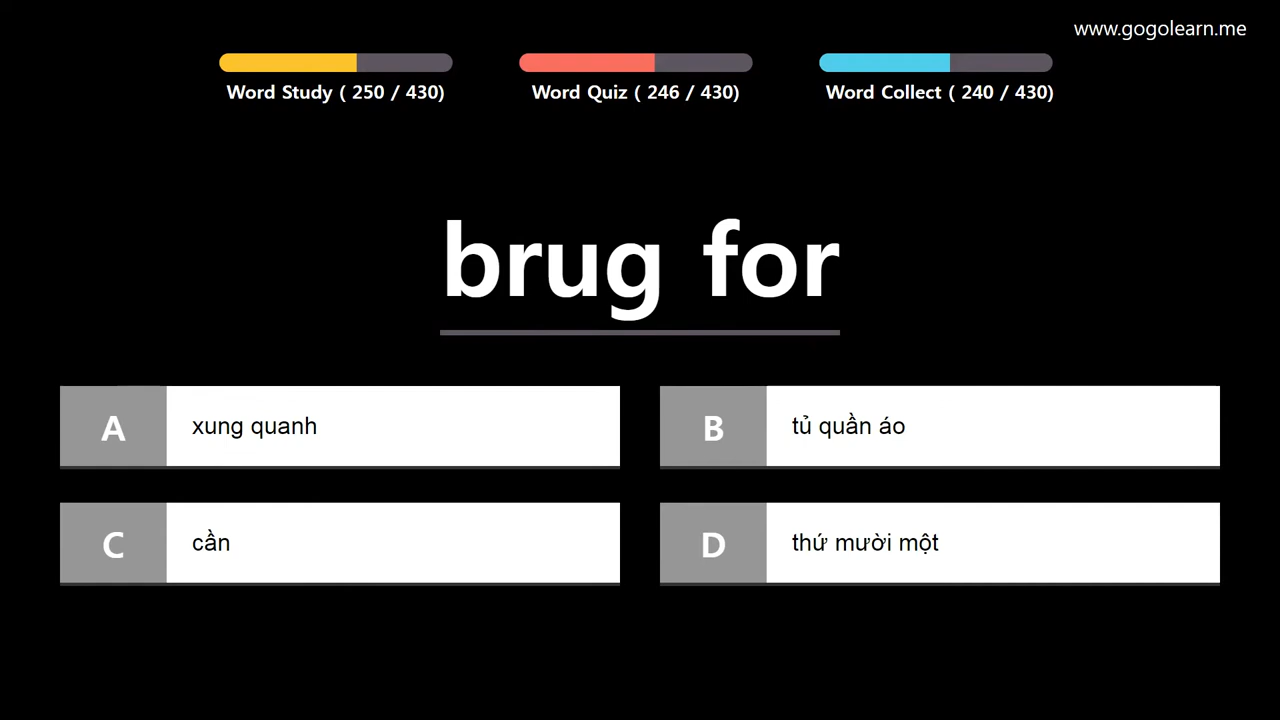 www.gogolearn.me
Word Study ( 250 / 430)
Word Quiz ( 246 / 430)
Word Collect ( 240 / 430)
brug for
A
xung quanh
B
tủ quần áo
C
cần
D
thứ mười một